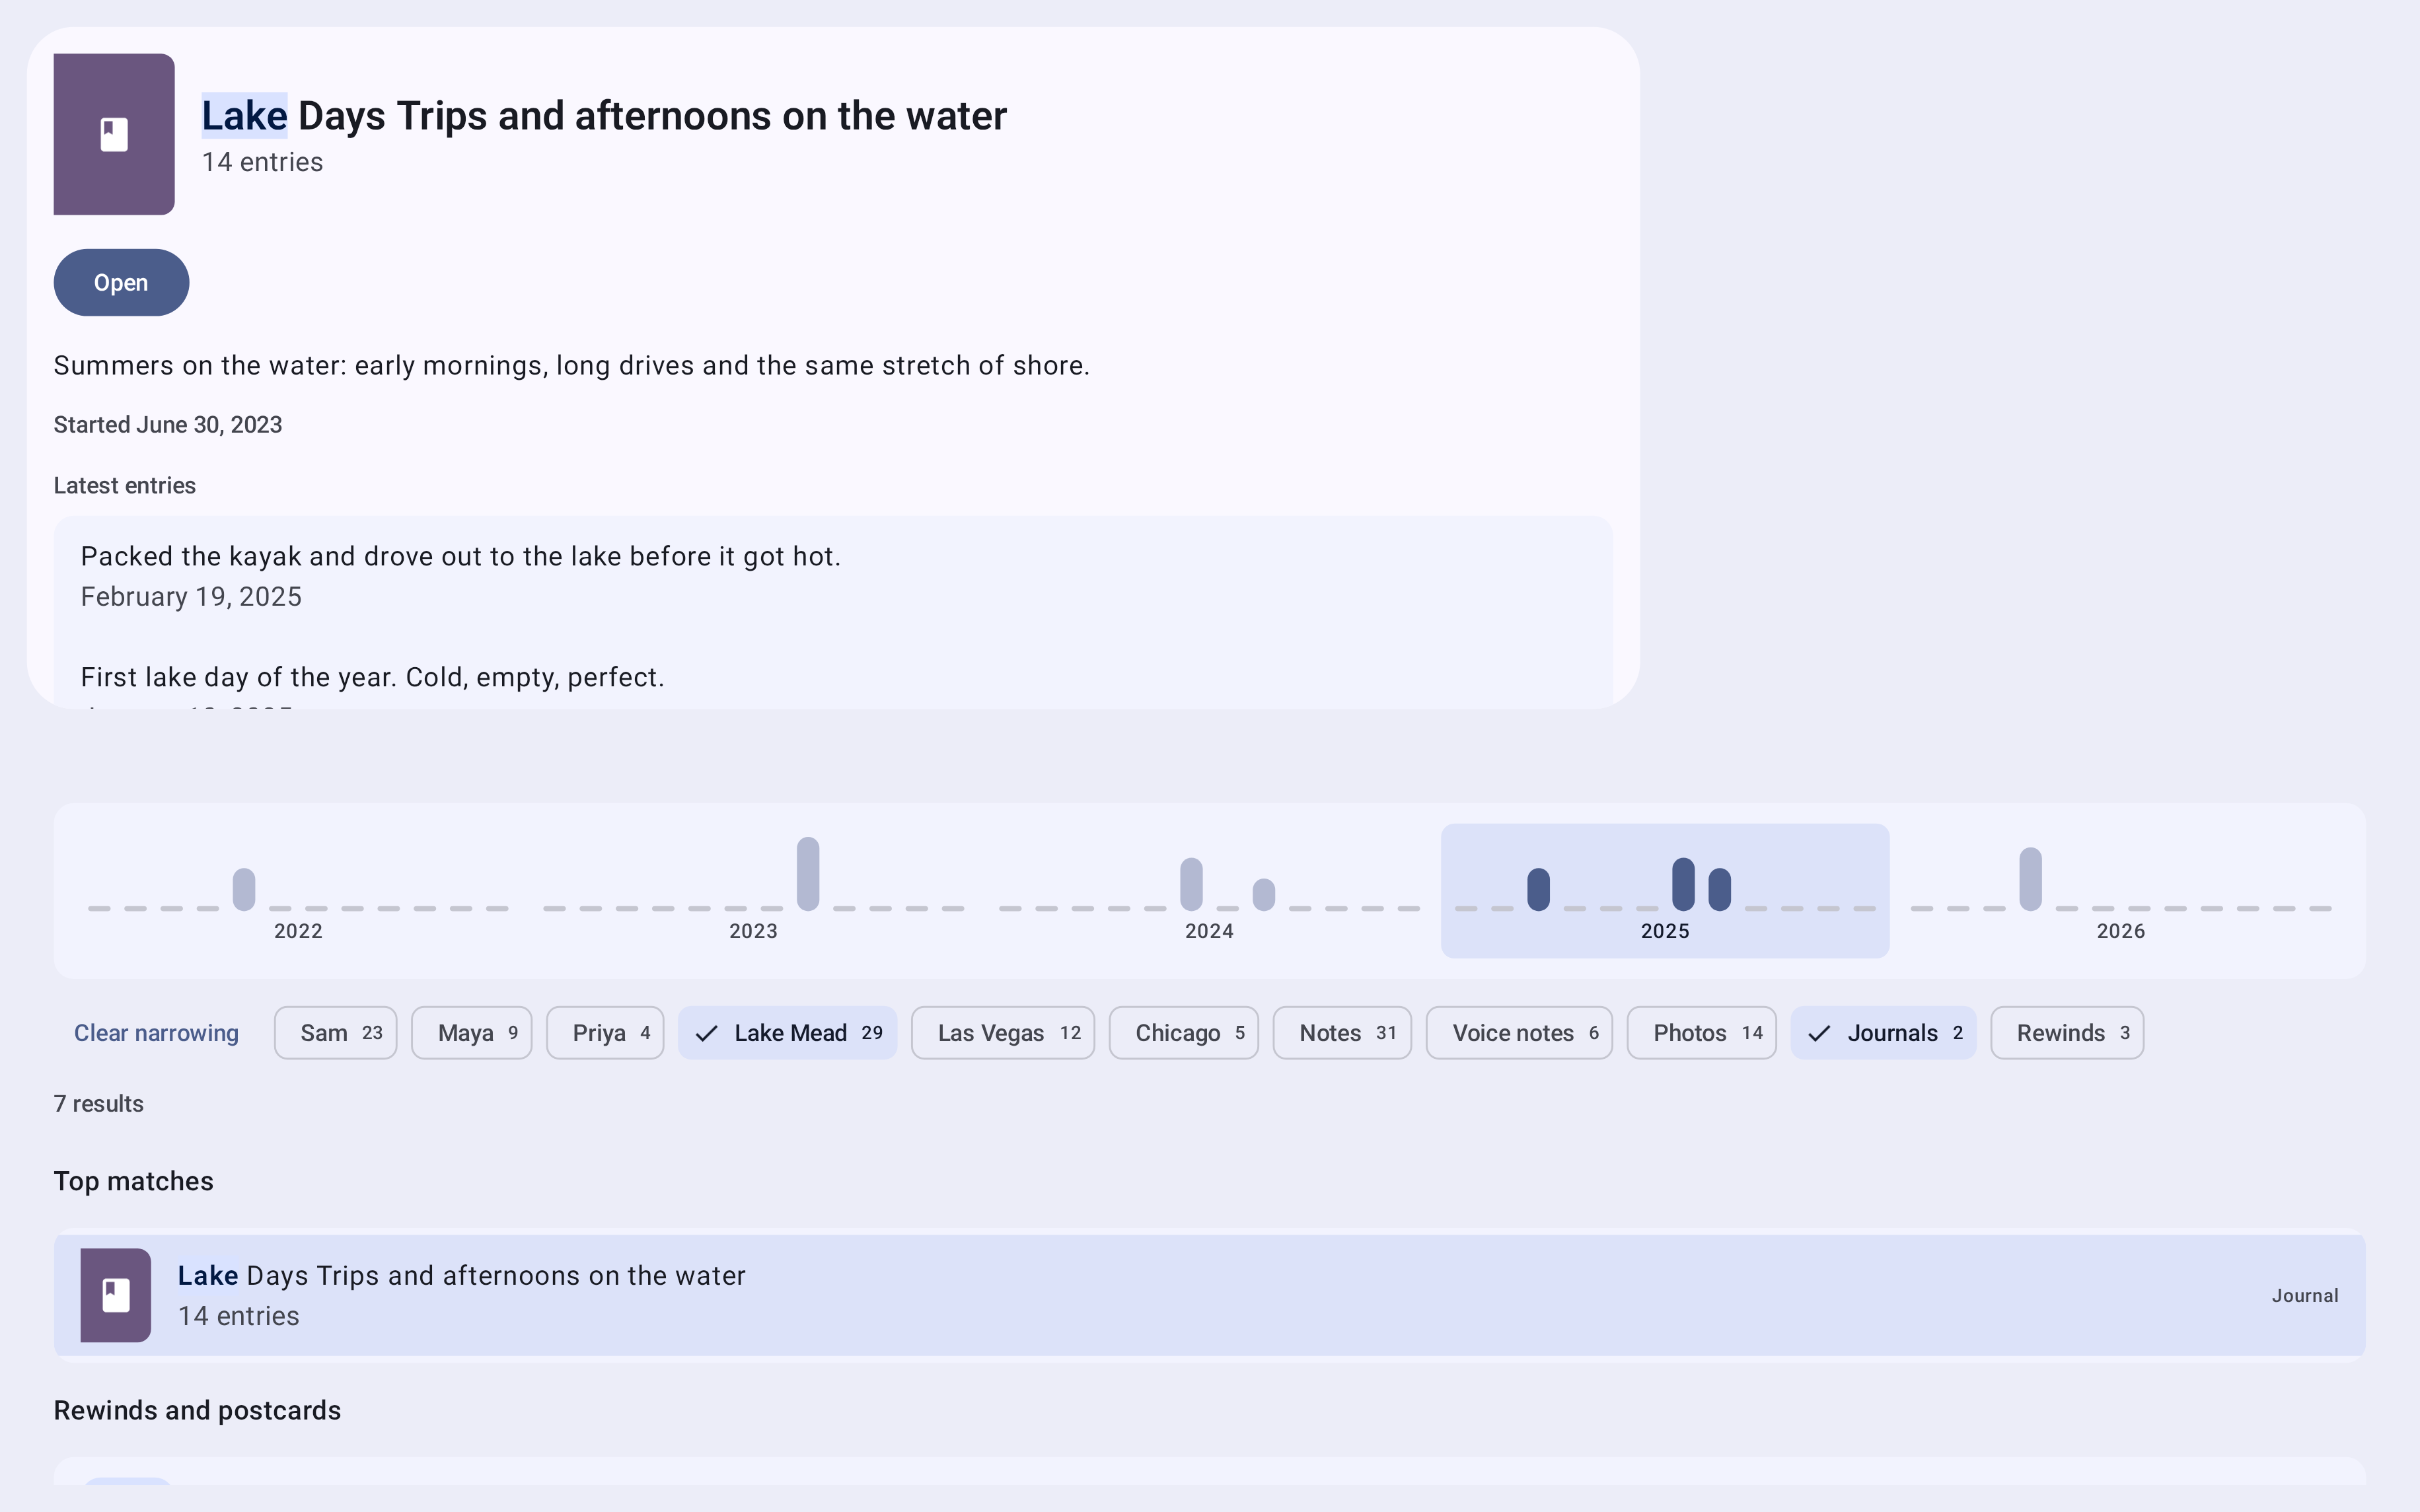 Lake Days Trips and afternoons on the water
14 entries
Open
Summers on the water: early mornings, long drives and the same stretch of shore.
Started June 30, 2023
Latest entries
Packed the kayak and drove out to the lake before it got hot.
February 19, 2025
First lake day of the year. Cold, empty, perfect.
2022 2023 2024 2025 2026
Clear narrowing Sam 23 Maya 9 Priya 4 Lake Mead 29 Las Vegas 12 Chicago 5 Notes 31 Voice notes 6 Photos 14 Journals 2 Rewinds 3
7 results
Top matches
Lake Days Trips and afternoons on the water
14 entries
Journal
Rewinds and postcards